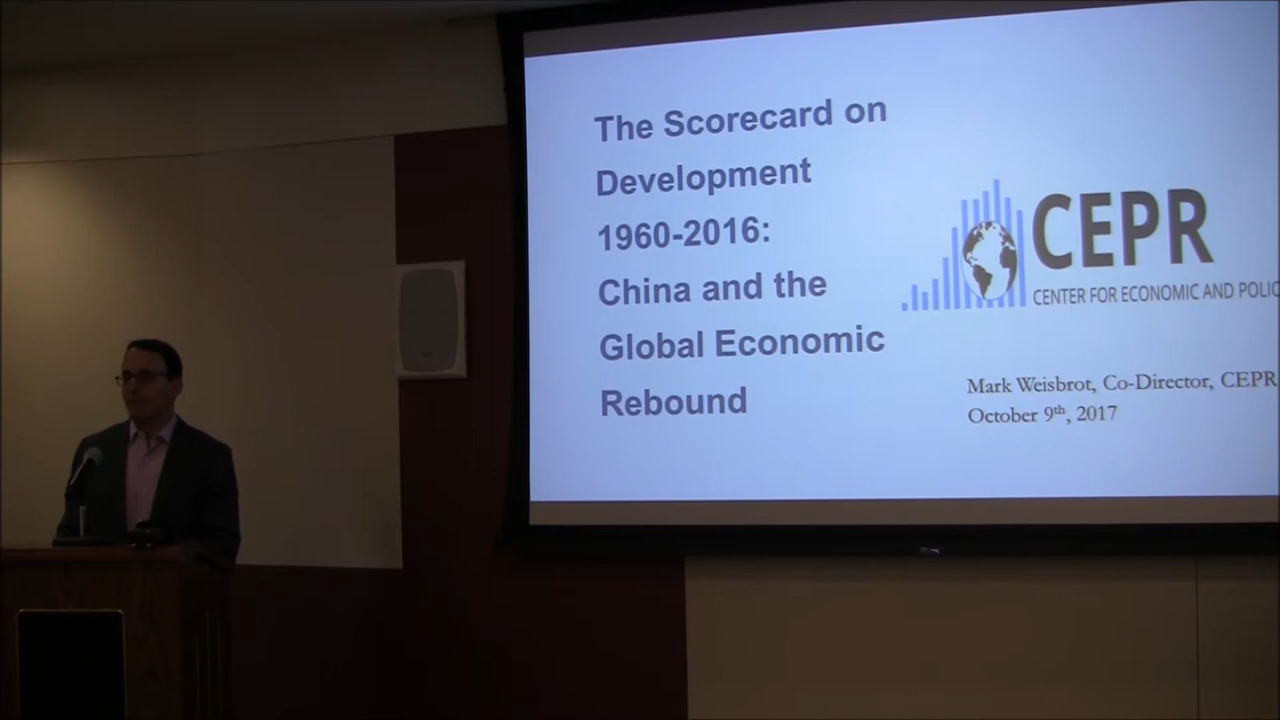 The Scorecard on
Development
1960-2016:
China and the
Global Economic
Rebound
CEPR
CENTER FOR ECONOMIC AND POLIC
Mark Weisbrot, Co-Director, CEPR
October 9th, 2017